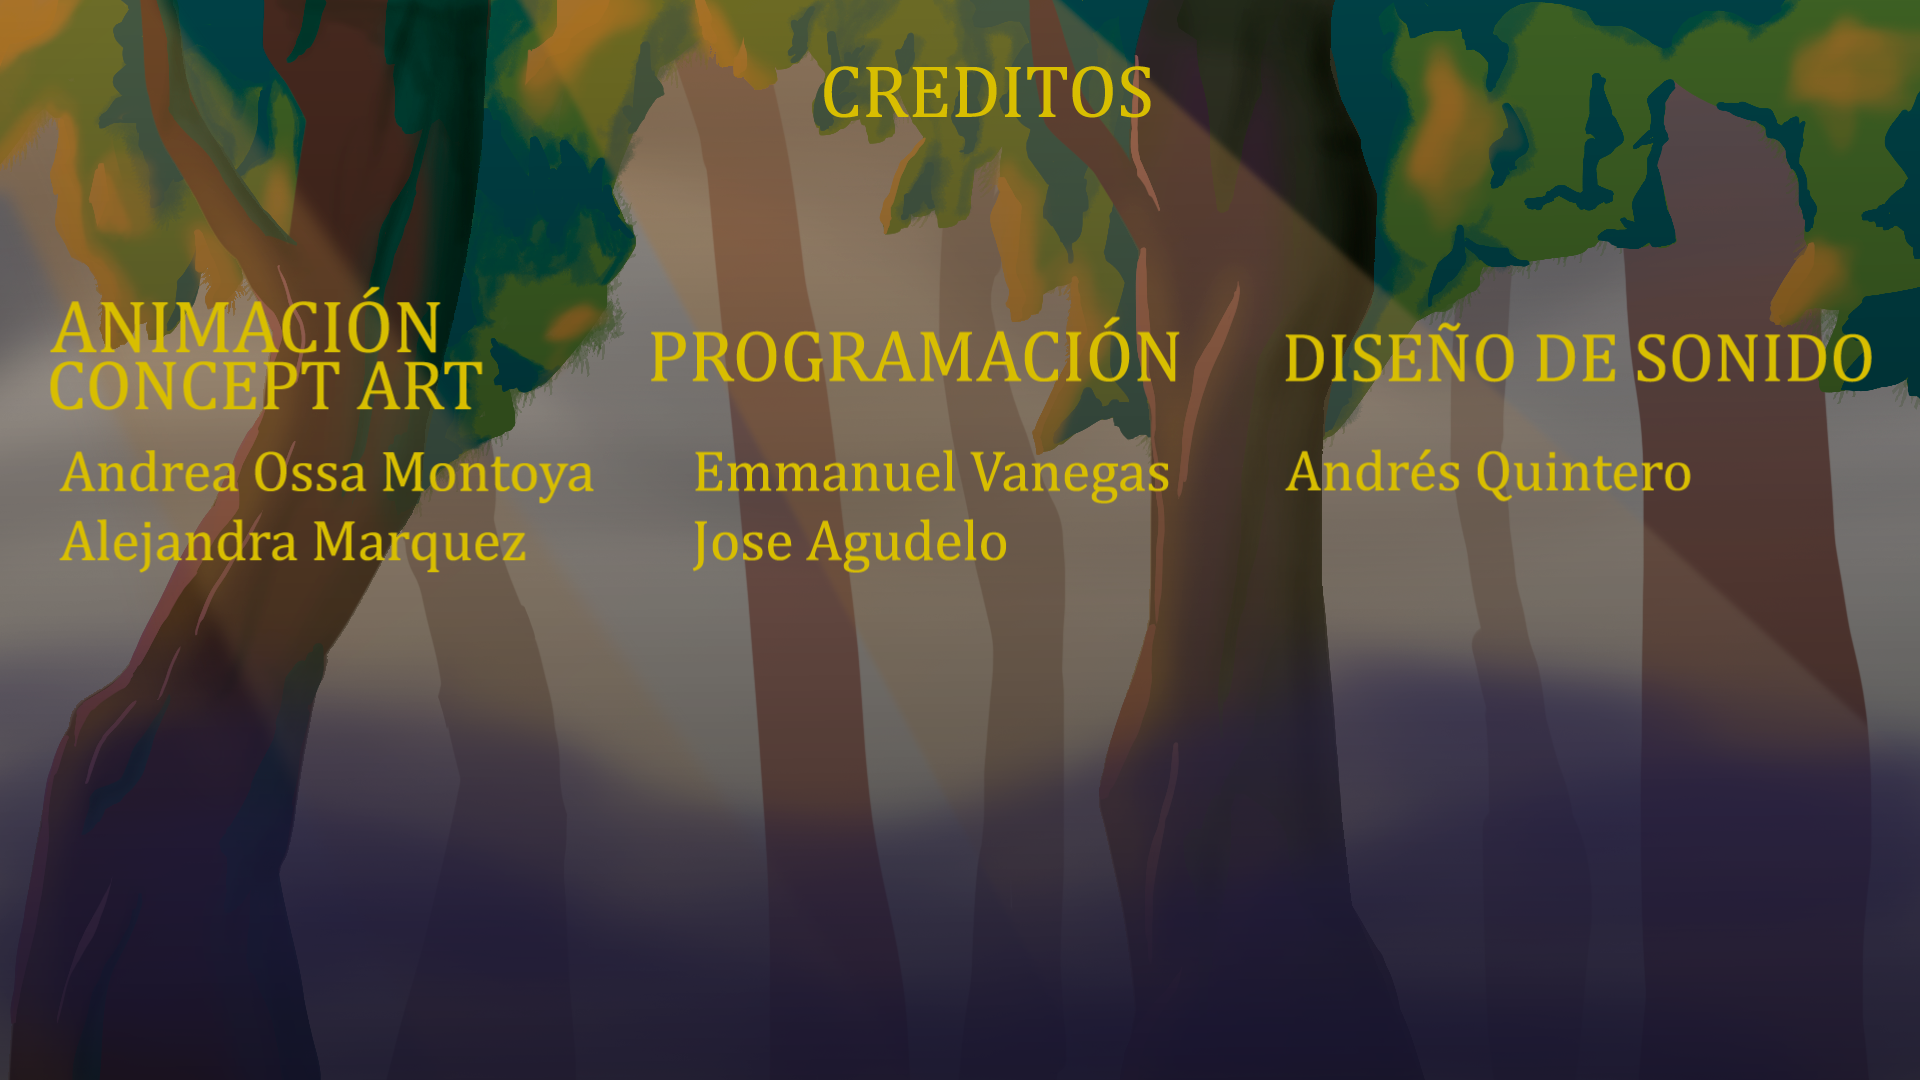 CREDITOS
ANIMACIÓN
CONCEPT ART
Andrea Ossa Montoya
Alejandra Marquez
PROGRAMACIÓN
Emmanuel Vanegas
Jose Agudelo
DISEÑO DE SONIDO
Andrés Quintero